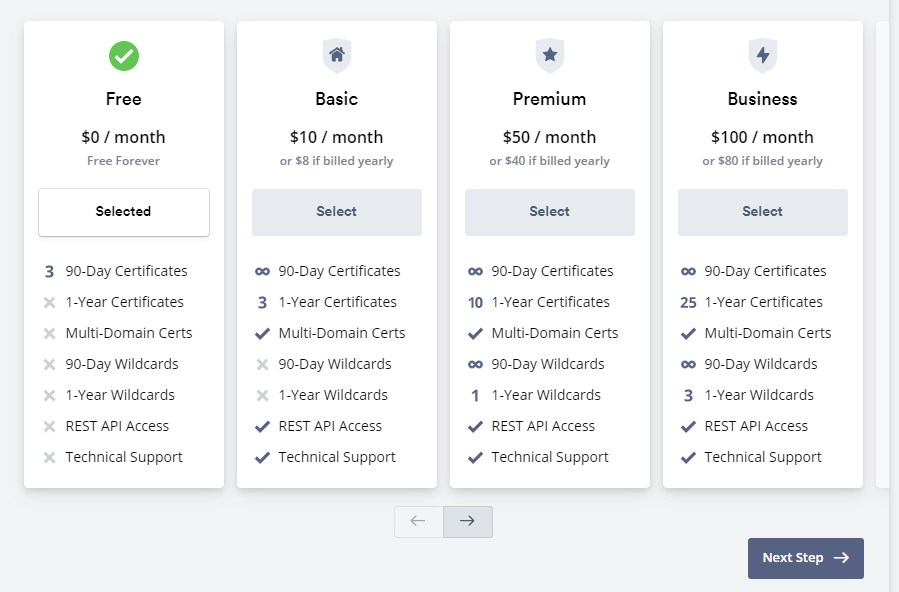 Free
$0 / month
Free Forever
Selected
3 90-Day Certificates
1-Year Certificates
Multi-Domain Certs
90-Day Wildcards
1-Year Wildcards
REST API Access
Technical Support
Basic
$10 / month
or $8 if billed yearly
Select
∞ 90-Day Certificates
3 1-Year Certificates
Multi-Domain Certs
90-Day Wildcards
1-Year Wildcards
REST API Access
Technical Support
Premium
$50 / month
or $40 if billed yearly
Select
∞ 90-Day Certificates
10 1-Year Certificates
Multi-Domain Certs
∞ 90-Day Wildcards
1 1-Year Wildcards
REST API Access
Technical Support
Business
$100 / month
or $80 if billed yearly
Select
∞ 90-Day Certificates
25 1-Year Certificates
Multi-Domain Certs
∞ 90-Day Wildcards
3 1-Year Wildcards
REST API Access
Technical Support
Next Step